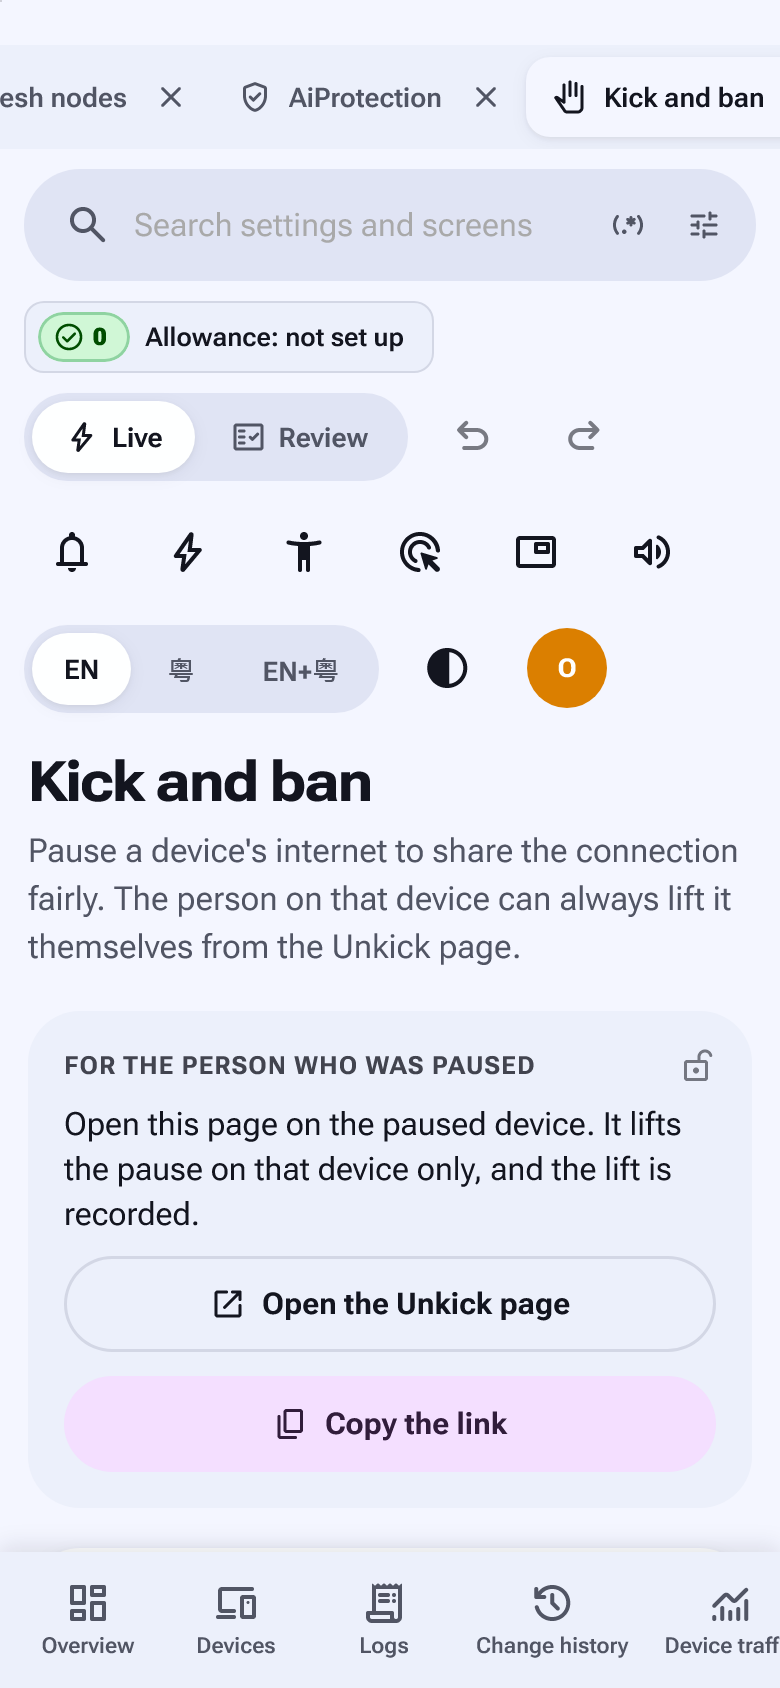 esh nodes
AiProtection
Kick and ban
Search settings and screens
(.*)
0
Allowance: not set up
Live
Review
EN
粵
EN+粵
O
Kick and ban
Pause a device's internet to share the connection
fairly. The person on that device can always lift it
themselves from the Unkick page.
FOR THE PERSON WHO WAS PAUSED
Open this page on the paused device. It lifts
the pause on that device only, and the lift is
recorded.
Open the Unkick page
Copy the link
Overview
Devices
Logs
Change history
Device traff